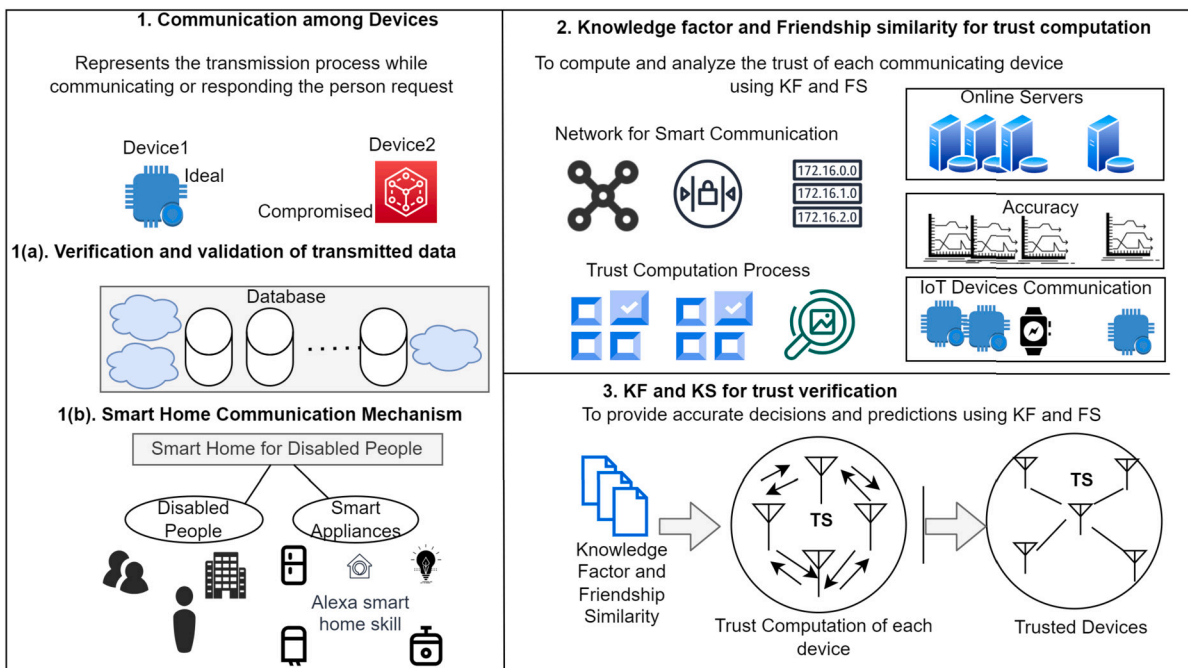 1. Communication among Devices
Represents the transmission process while
communicating or responding the person request
Device1
Ideal
Device2
Compromised
1(a). Verification and validation of transmitted data
Database
1(b). Smart Home Communication Mechanism
Smart Home for Disabled People
Disabled
People
Smart
Appliances
Alexa smart
home skill
2. Knowledge factor and Friendship similarity for trust computation
To compute and analyze the trust of each communicating device
using KF and FS
Network for Smart Communication
172.16.0.0
172.16.1.0
172.16.2.0
Trust Computation Process
Online Servers
Accuracy
IoT Devices Communication
3. KF and KS for trust verification
To provide accurate decisions and predictions using KF and FS
Knowledge
Factor and
Friendship
Similarity
TS
Trust Computation of each
device
TS
Trusted Devices